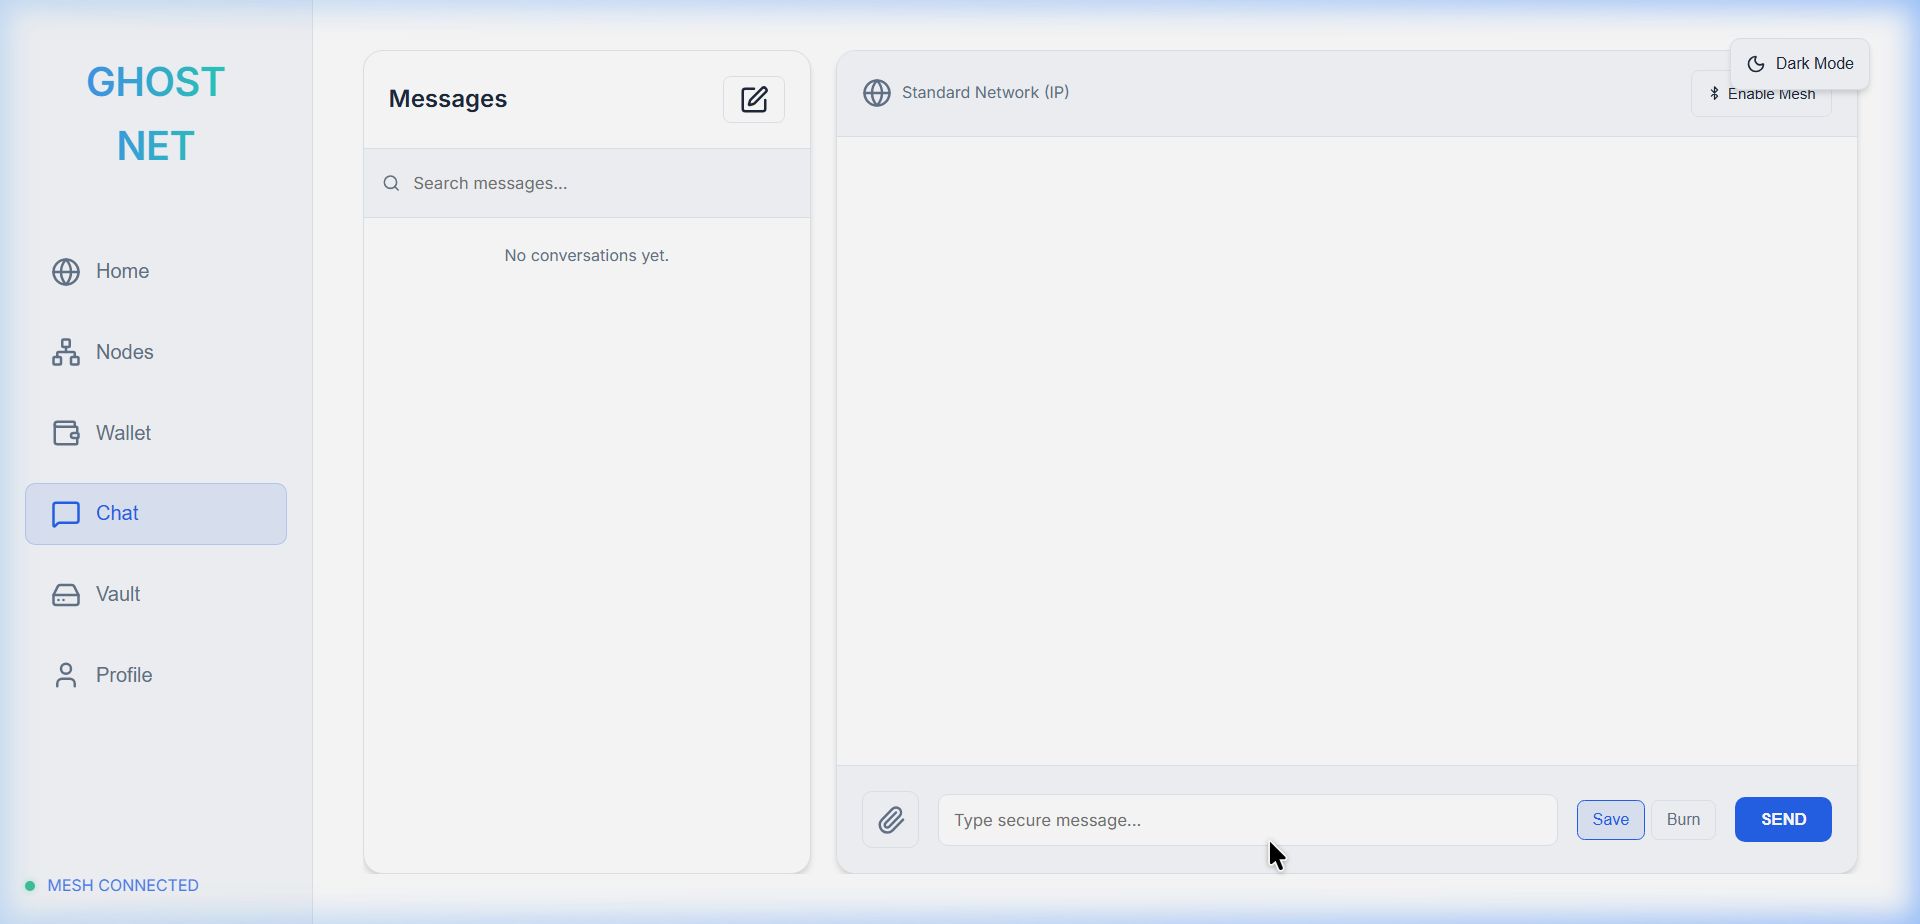 GHOST
NET
Home
Nodes
Wallet
Chat
Vault
Profile
MESH CONNECTED
Messages
Search messages...
No conversations yet.
Standard Network (IP)
Dark Mode
Enable Mesh
Type secure message...
Save
Burn
SEND